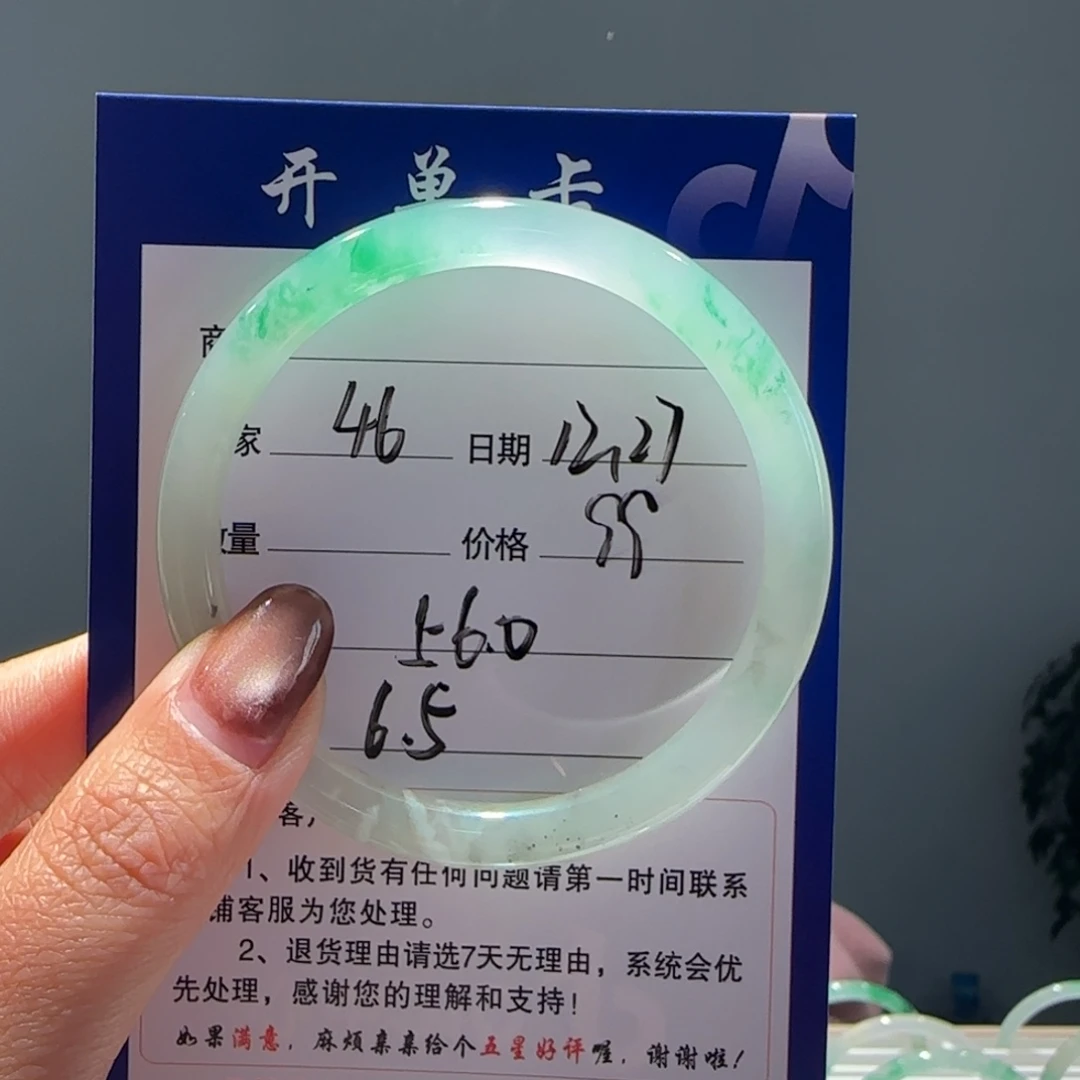 开单卡
商
家 46 日期 12,27
量 价格 99
6.0
6.5
客，
1、收到货有任何问题请第一时间联系
铺客服为您处理。
2、退货理由请选7天无理由，系统会优
先处理，感谢您的理解和支持！
如果满意，麻烦亲亲给个五星好评喔，谢谢啦！